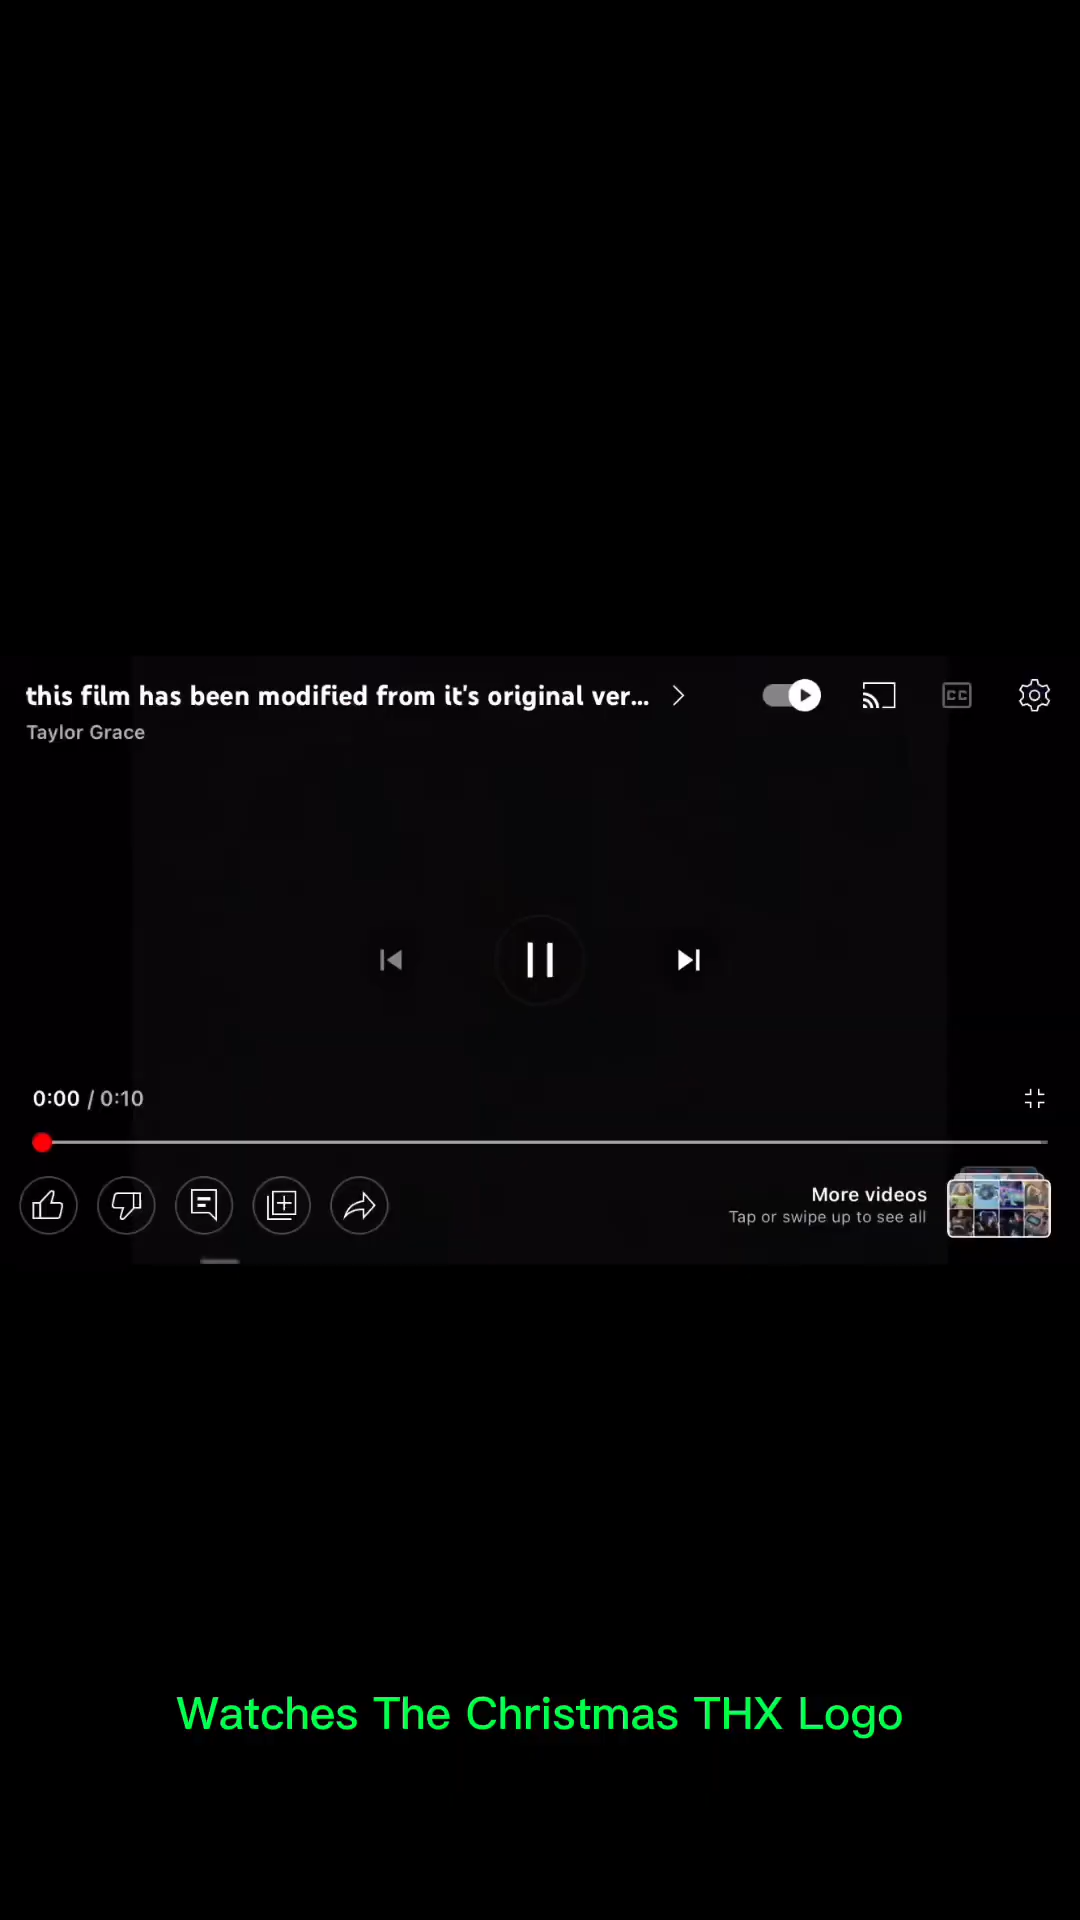 this film has been modified from it's original ver...
Taylor Grace
CC
0:00 / 0:10
More videos
Tap or swipe up to see all
Watches The Christmas THX Logo